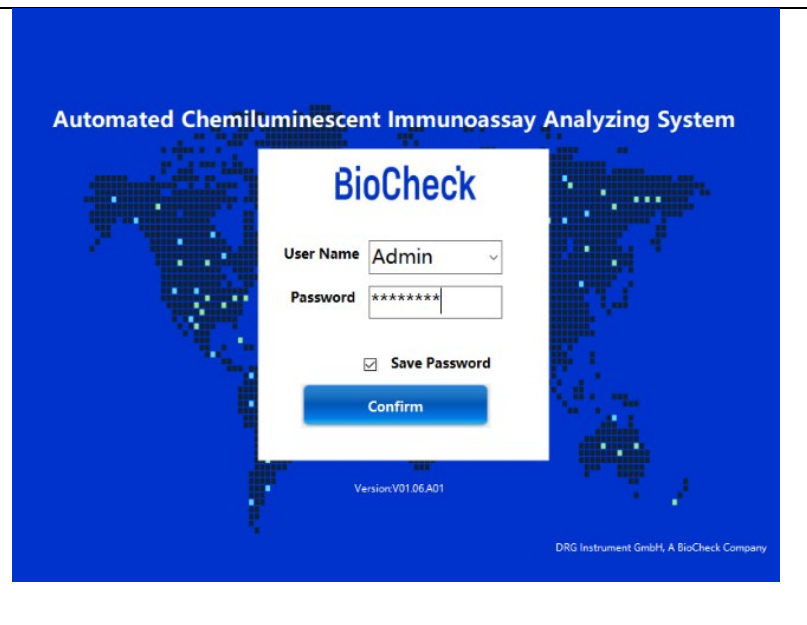 Automated Chemiluminescent Immunoassay Analyzing System
BioCheck
User Name Admin
Password ********
Save Password
Confirm
Version:V01.06.A01
DRG Instrument GmbH, A BioCheck Company